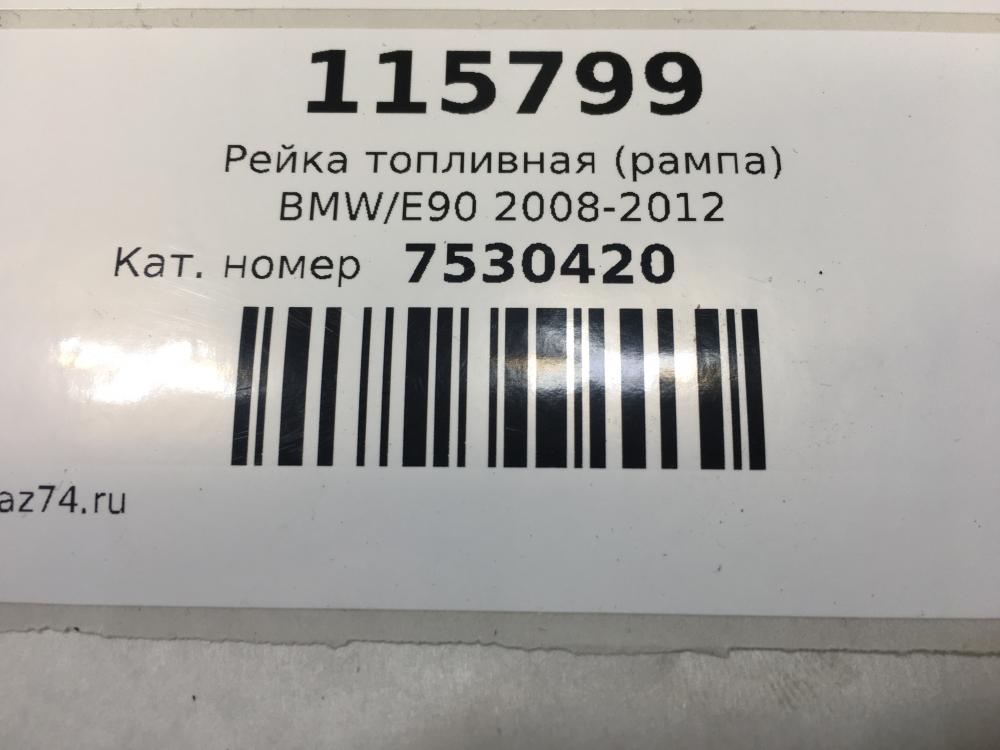 115799
Рейка топливная (рампа)
BMW/E90 2008-2012
Кат. номер 7530420
az74.ru